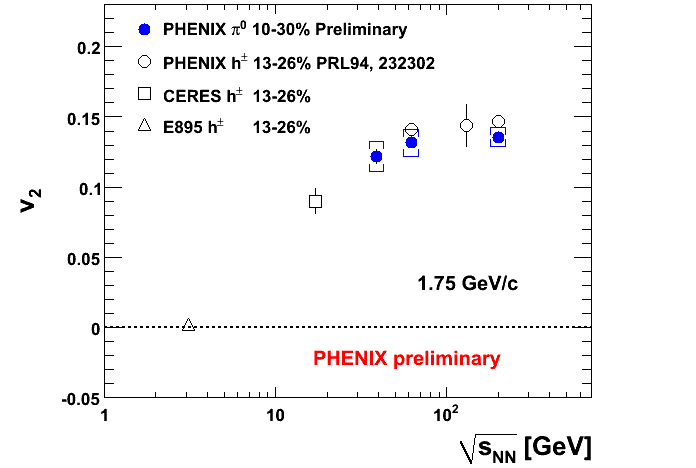 PHENIX π⁰ 10-30% Preliminary
PHENIX h± 13-26% PRL94, 232302
CERES h± 13-26%
E895 h± 13-26%
0.2
0.15
0.1
0.05
0
-0.05
v₂
1.75 GeV/c
PHENIX preliminary
1 10 10²
√sNN [GeV]